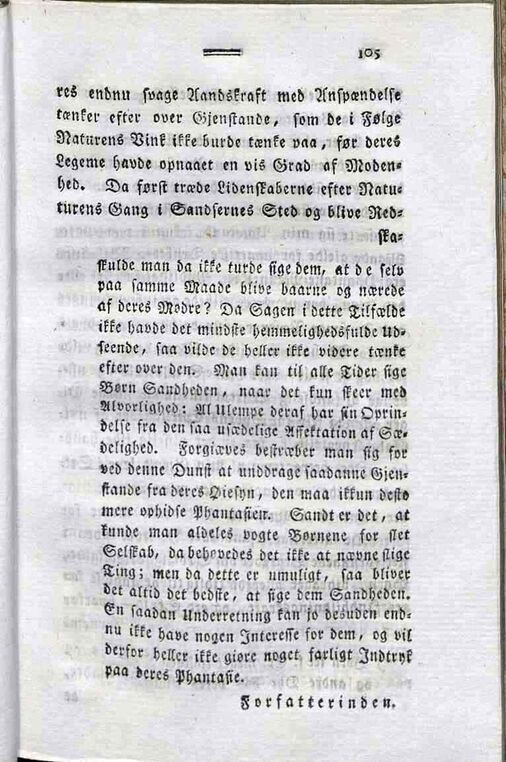 105
res endnu svage Aandskraft med Anspændelse
tænker efter over Gjenstande, som de i Følge
Naturens Vink ikke burde tænke paa, før deres
Legeme havde opnaaet en vis Grad af Moden-
hed. Da først træde Lidenskaberne efter Natu-
turens Gang i Sandsernes Sted og blive Red-
ska-
skulde man da ikke turde sige dem, at de selv
paa samme Maade blive baarne og nærede
af deres Mødre? Da Sagen i dette Tilfælde
ikke havde det mindste hemmelighedsfulde Ud-
seende, saa vilde de heller ikke videre tænke
efter over den. Man kan til alle Tider sige
Børn Sandheden, naar det kun skeer med
Alvorlighed: Al Ulempe deraf har sin Oprin-
delse fra den saa usædelige Affektation af Sæ-
delighed. Forgiæves bestræber man sig for
ved denne Dunst at unddrage saadanne Gjen-
stande fra deres Øiesyn, den maa ikkun desto
mere ophidse Phantasien. Sandt er det, at
kunde man aldeles vogte Børnene for slet
Selskab, da behøvedes det ikke at nævne slige
Ting; men da dette er umuligt, saa bliver
det altid det bedste, at sige dem Sandheden.
En saadan Underretning kan jo desuden end-
nu ikke have nogen Interesse for dem, og vil
derfor heller ikke giøre noget farligt Indtryk
paa deres Phantasie.
Forfatterinden.